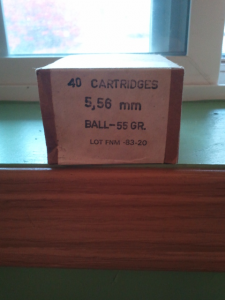 40 CARTRIDGES
5,56 mm
BALL-55 GR.
LOT FNM -83-20